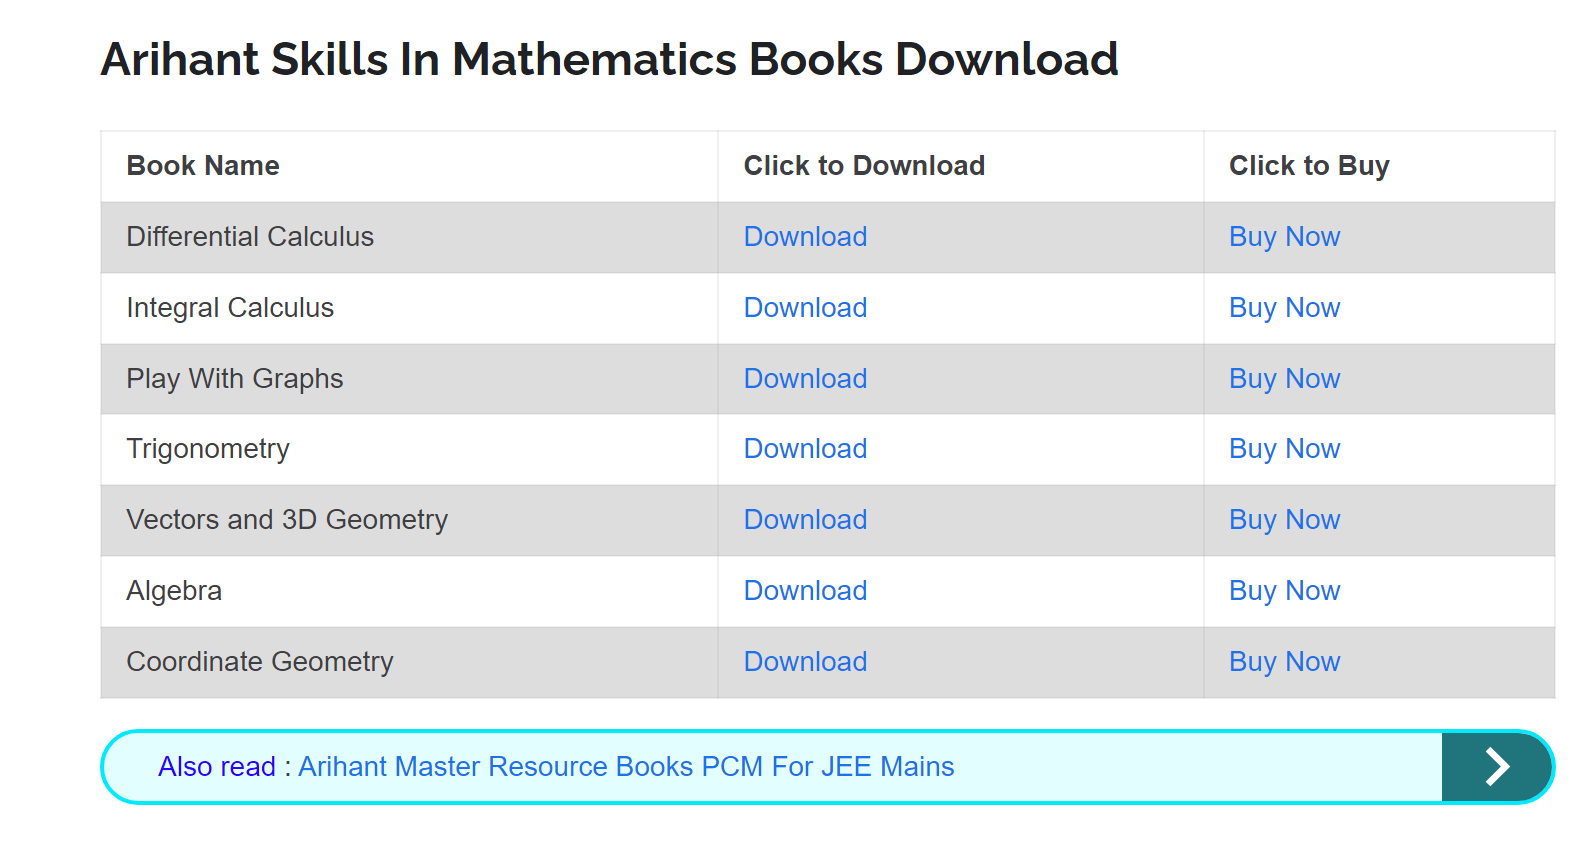 Arihant Skills In Mathematics Books Download
Book Name Click to Download Click to Buy
Differential Calculus Download Buy Now
Integral Calculus Download Buy Now
Play With Graphs Download Buy Now
Trigonometry Download Buy Now
Vectors and 3D Geometry Download Buy Now
Algebra Download Buy Now
Coordinate Geometry Download Buy Now
Also read : Arihant Master Resource Books PCM For JEE Mains